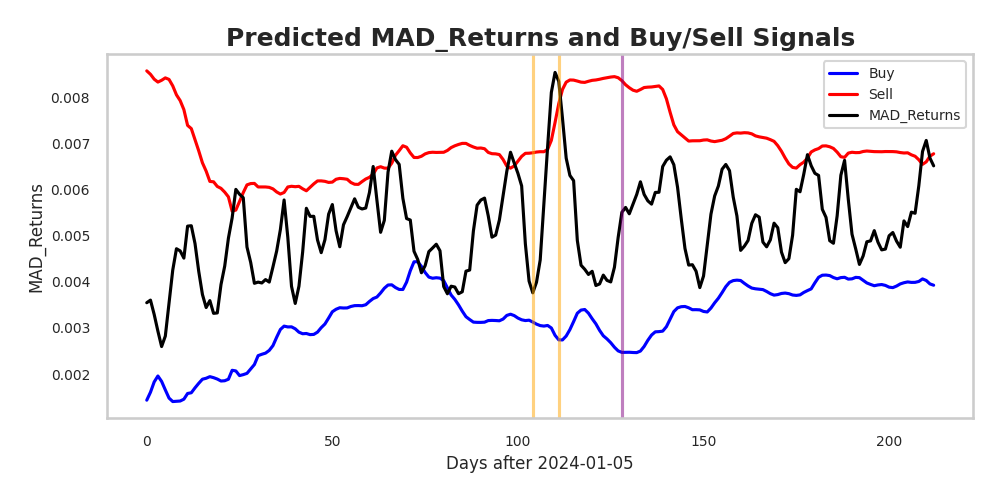 Predicted MAD_Returns and Buy/Sell Signals
Buy
Sell
MAD_Returns
MAD_Returns
0.008
0.007
0.006
0.005
0.004
0.003
0.002
0
50
100
150
200
Days after 2024-01-05